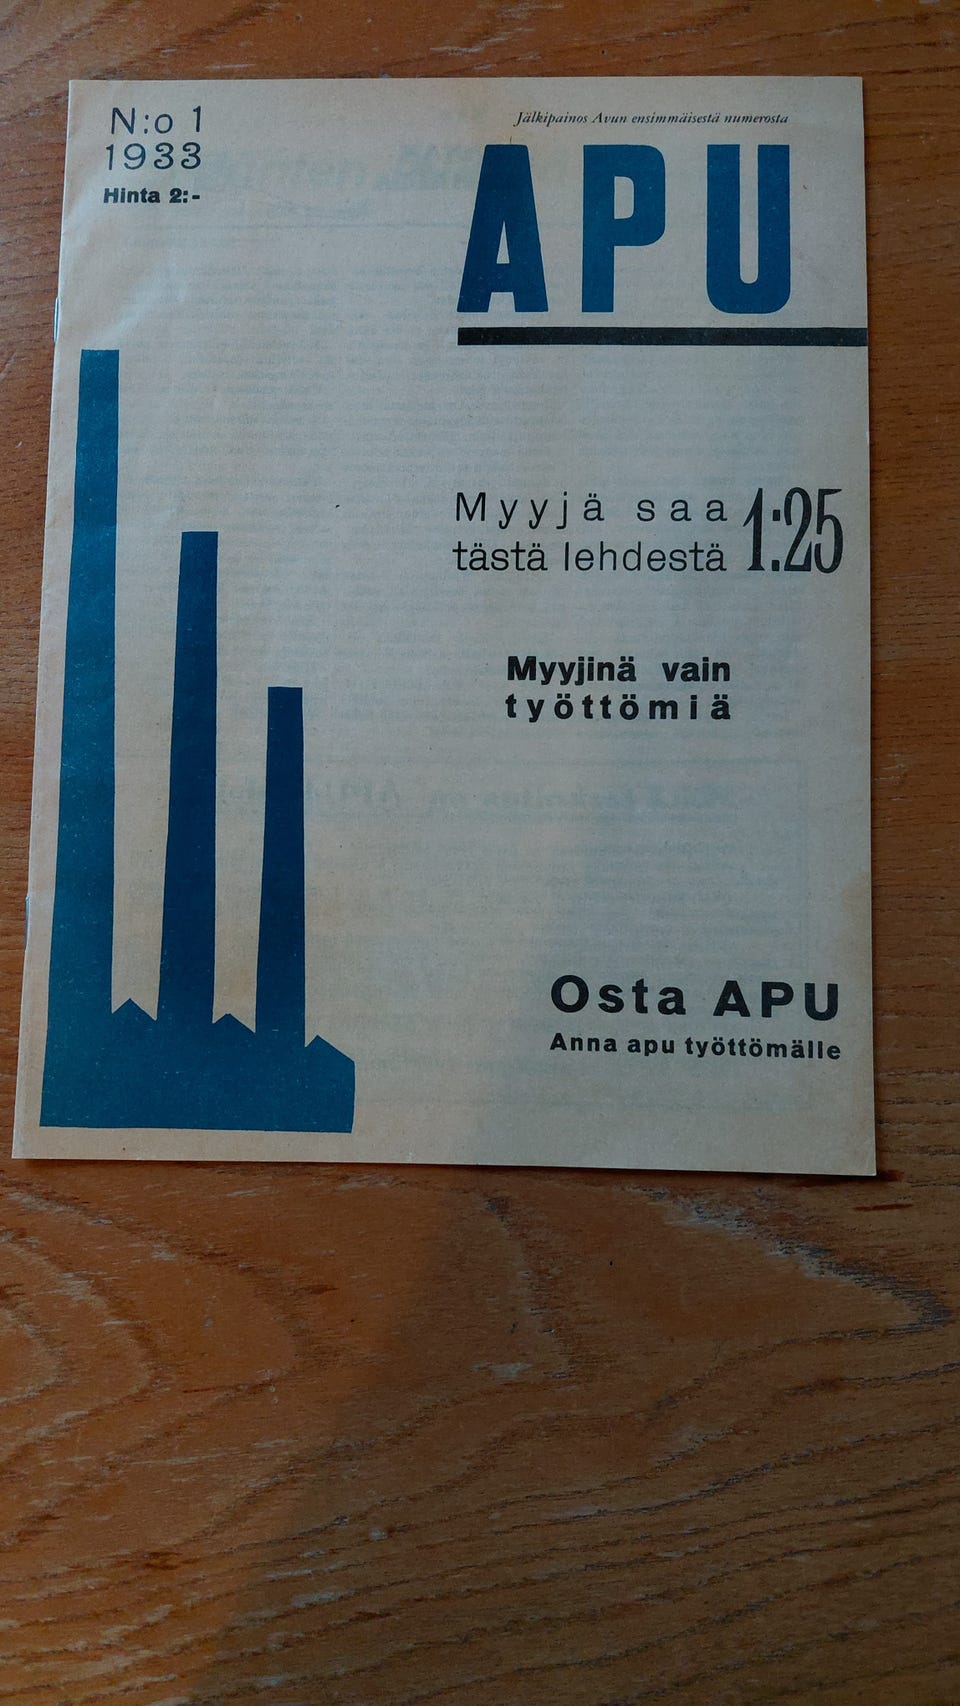 N:o 1
1933
Hinta 2:-
Jälkipainos Avun ensimmäisestä numerosta
APU
Myyjä saa 1:25
tästä lehdestä
Myyjinä vain
työttömiä
Osta APU
Anna apu työttömälle